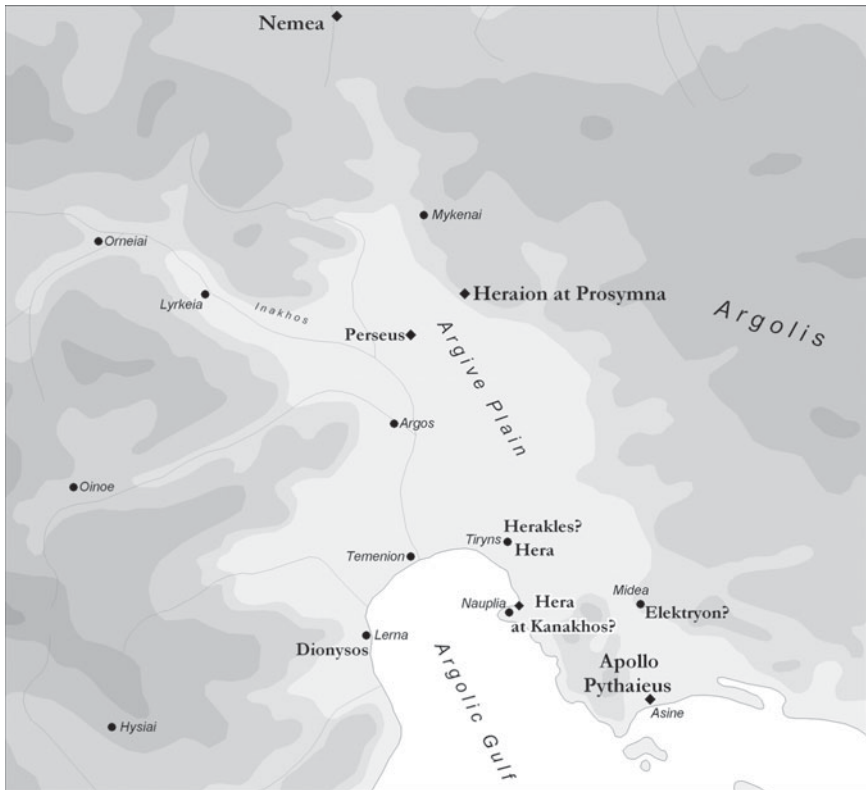 Nemea
Mykenai
Orneiai
Heraion at Prosymna
Lyrkeia
Inakhos
Argolis
Perseus
Argive Plain
Argos
Oinoe
Herakles?
Tiryns
Hera
Temenion
Midea
Nauplia
Hera
at Kanakhos?
Elektryon?
Lerna
Dionysos
Argolic Gulf
Apollo
Pythaieus
Asine
Hysiai